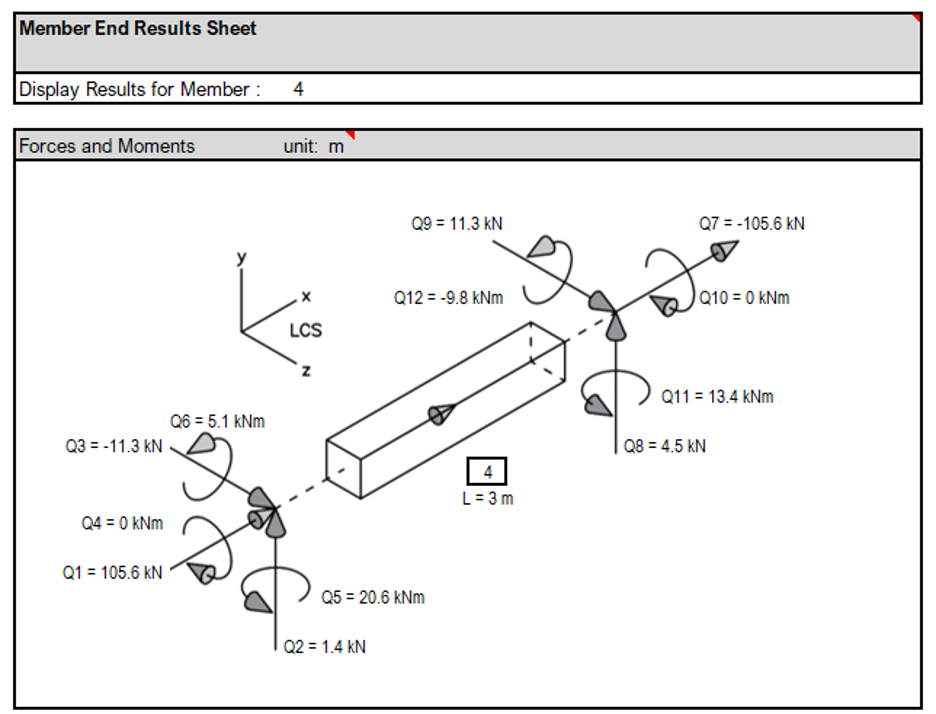 Member End Results Sheet
Display Results for Member : 4
Forces and Moments unit: m
Q9 = 11.3 kN
Q7 = -105.6 kN
y
x
LCS
z
Q12 = -9.8 kNm
Q10 = 0 kNm
Q11 = 13.4 kNm
Q6 = 5.1 kNm
Q3 = -11.3 kN
Q8 = 4.5 kN
4
L = 3 m
Q4 = 0 kNm
Q1 = 105.6 kN
Q5 = 20.6 kNm
Q2 = 1.4 kN